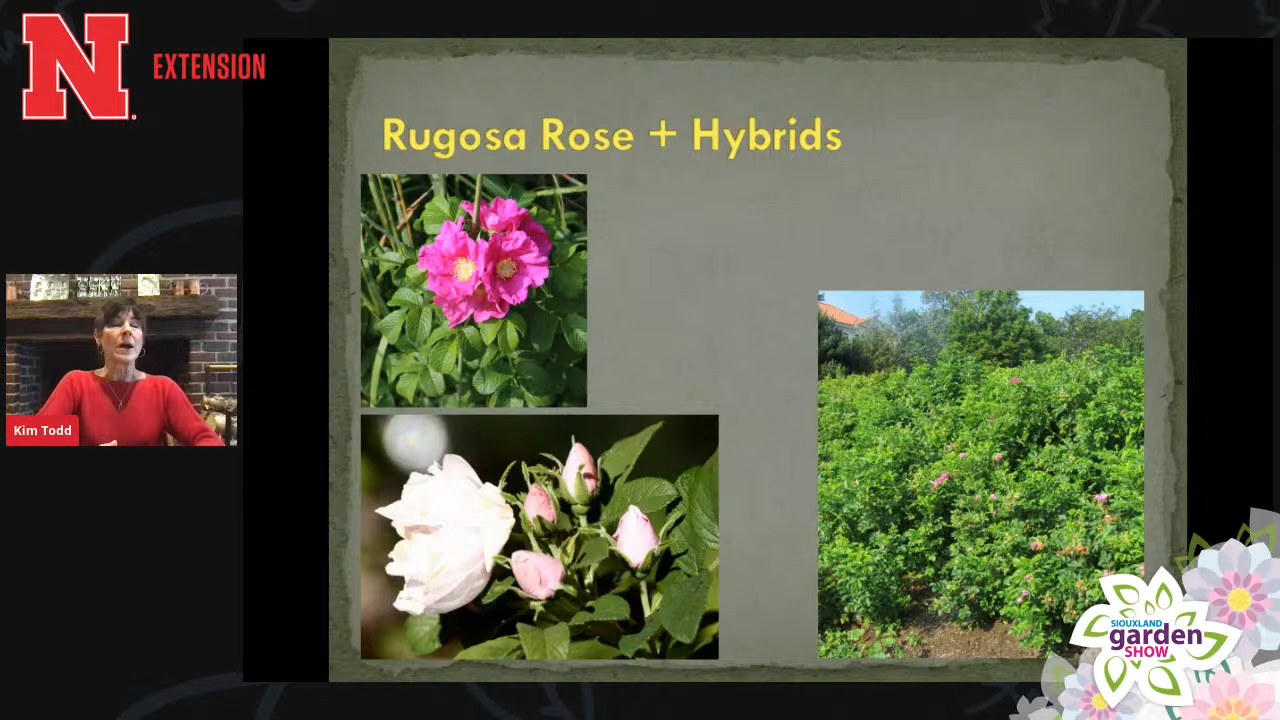 N
EXTENSION
Rugosa Rose + Hybrids
Kim Todd
SIOUXLAND
garden
SHOW